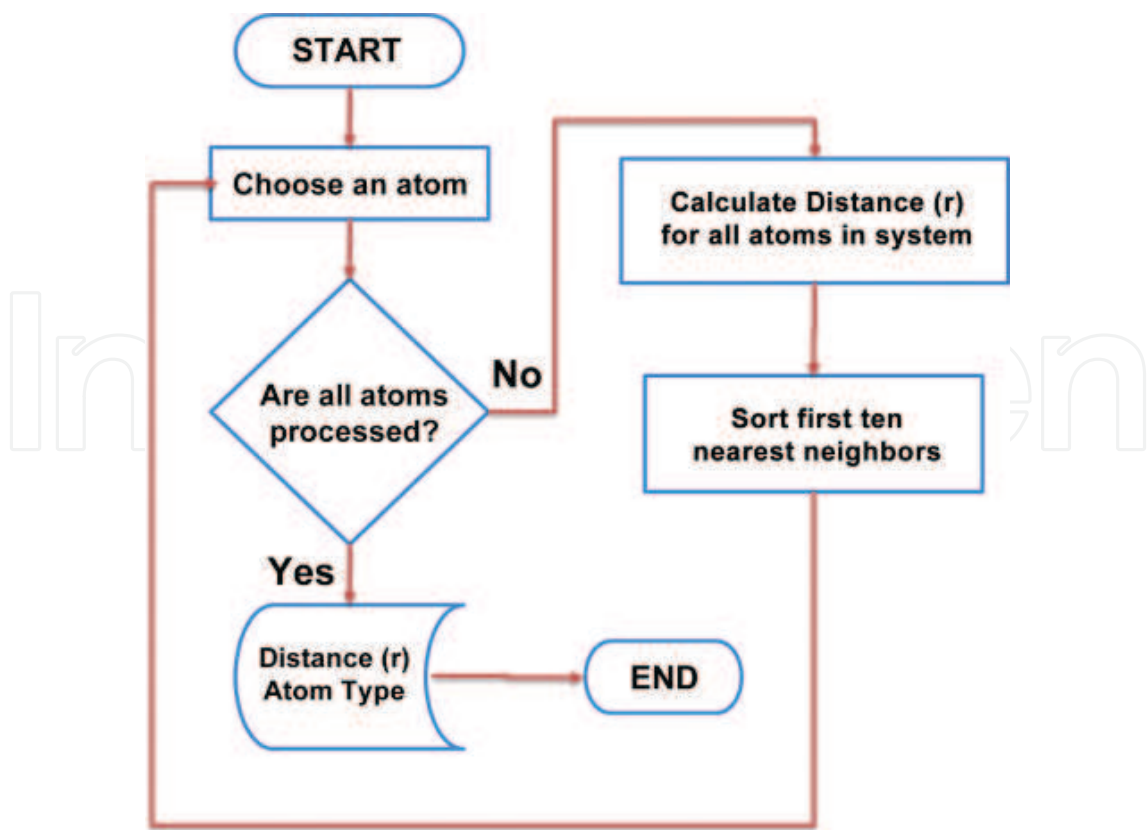 START
Choose an atom
Are all atoms
processed?
No
Yes
Calculate Distance (r)
for all atoms in system
Sort first ten
nearest neighbors
Distance (r)
Atom Type
END